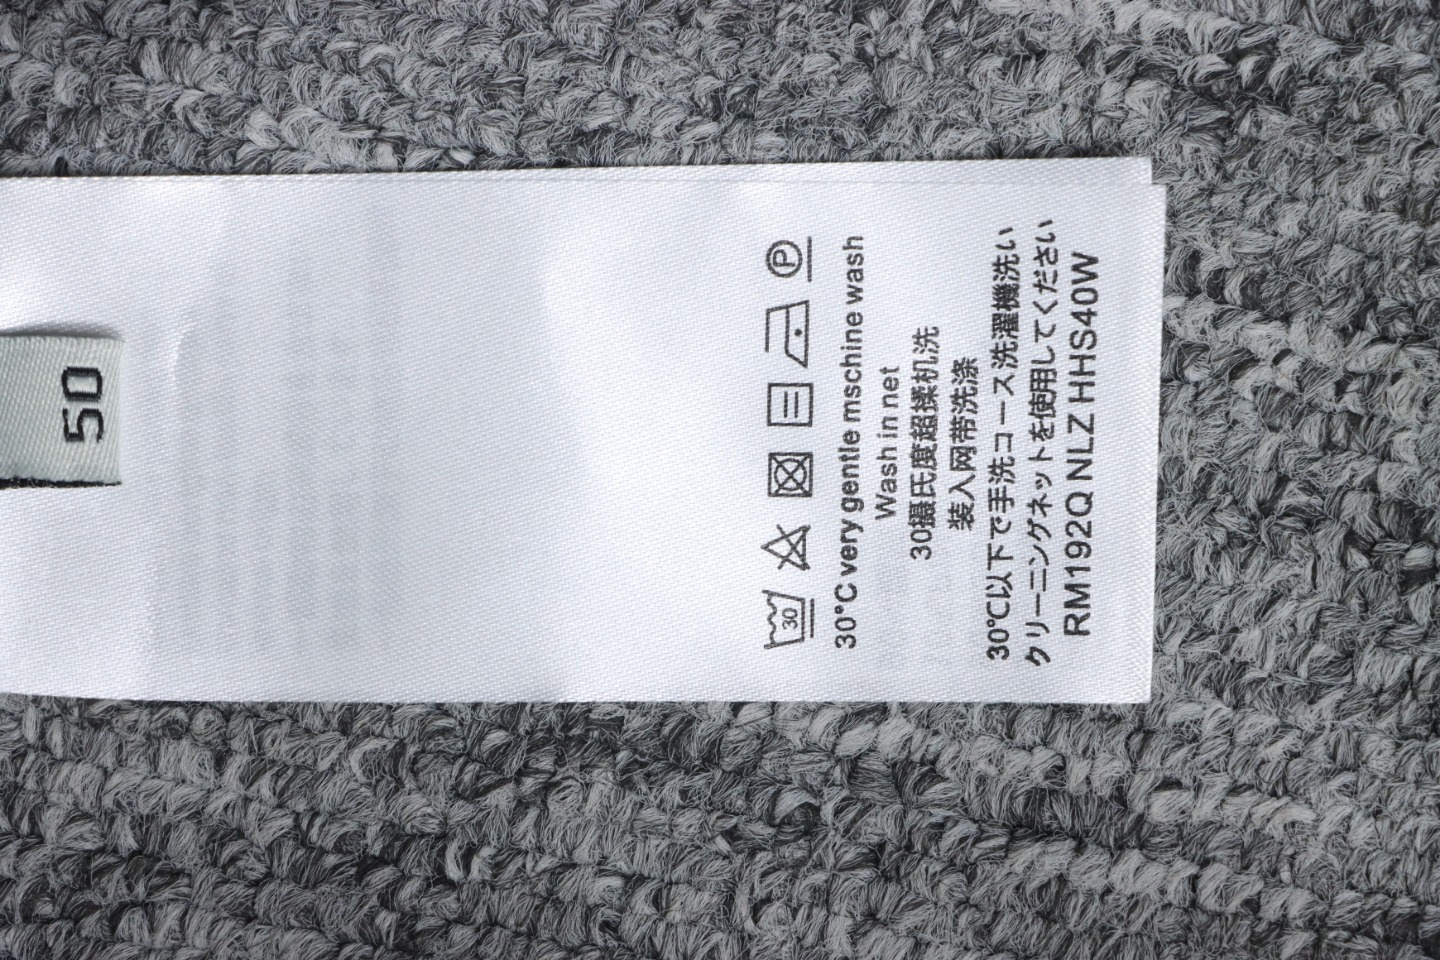 50
30
P
30°C very gentle mschine wash
Wash in net
30摄氏度超揉机洗
装入网带洗涤
30℃以下で手洗コース洗濯機洗い
クリーニングネットを使用してください
RM192Q NLZ HHS40W